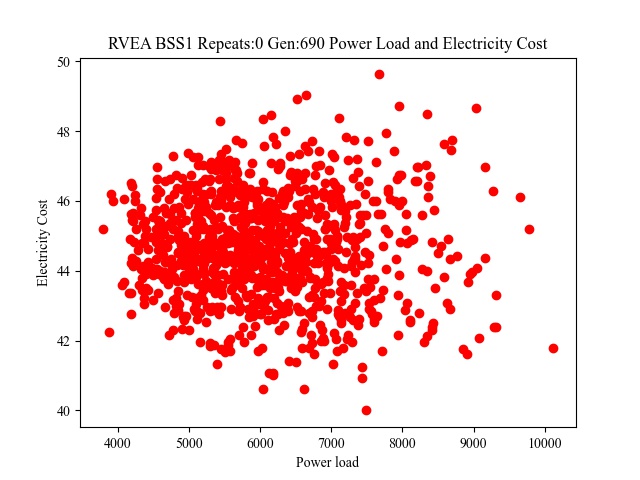 RVEA BSS1 Repeats:0 Gen:690 Power Load and Electricity Cost
50
48
46
44
42
40
Electricity Cost
4000 5000 6000 7000 8000 9000 10000
Power load